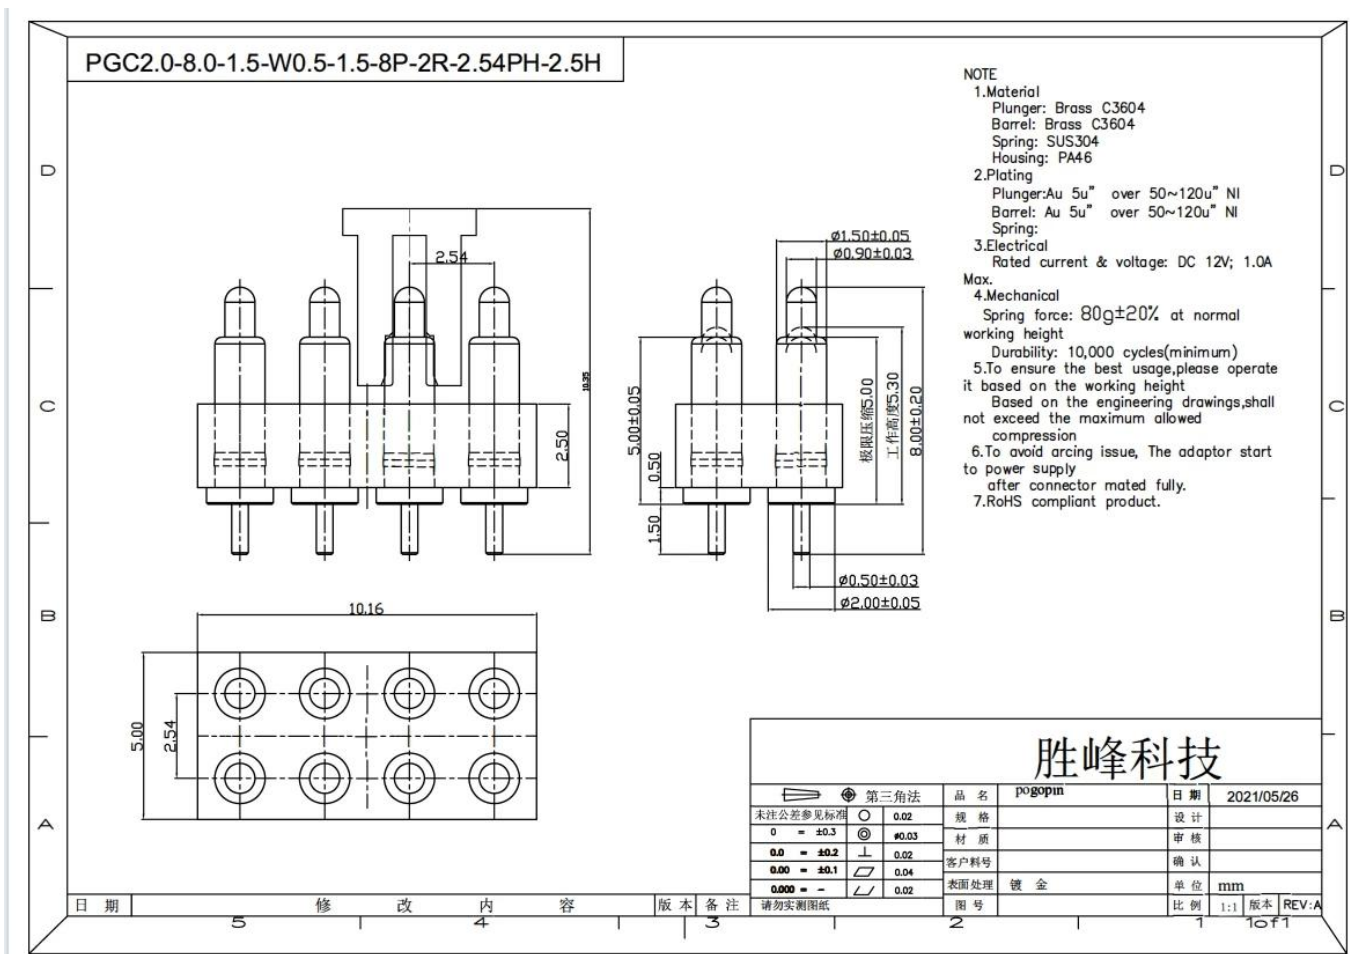 PGC2.0-8.0-1.5-W0.5-1.5-8P-2R-2.54PH-2.5H
NOTE
1.Material
Plunger: Brass C3604
Barrel: Brass C3604
Spring: SUS304
Housing: PA46
2.Plating
Plunger:Au 5u" over 50~120u" NI
Barrel: Au 5u" over 50~120u" NI
Spring:
3.Electrical
Rated current & voltage: DC 12V; 1.0A
Max.
4.Mechanical
Spring force: 80g±20% at normal
working height
Durability: 10,000 cycles(minimum)
5.To ensure the best usage,please operate
it based on the working height
Based on the engineering drawings,shall
not exceed the maximum allowed
compression
6.To avoid arcing issue, The adaptor start
to power supply
after connector mated fully.
7.RoHS compliant product.
D
D
C
C
B
B
A
A
2.54
10.35
2.50
ø1.50±0.05
ø0.90±0.03
5.00±0.05
0.50
1.50
极限压缩5.00
工作高度5.30
8.00±0.20
ø0.50±0.03
ø2.00±0.05
10.16
5.00
2.54
胜峰科技
第三角法
品 名
pogopin
日 期
2021/05/26
未注公差参见标准
0.02
规 格
设 计
0 = ±0.3
ø0.03
材 质
审 核
0.0 = ±0.2
0.02
客户料号
确 认
0.00 = ±0.1
0.04
表面处理
镀 金
单 位
mm
0.000 = -
0.02
请勿实测图纸
图 号
比 例
1:1
版本
REV:A
日 期
修 改 内 容
版 本
备 注
5
4
3
2
1
1of1